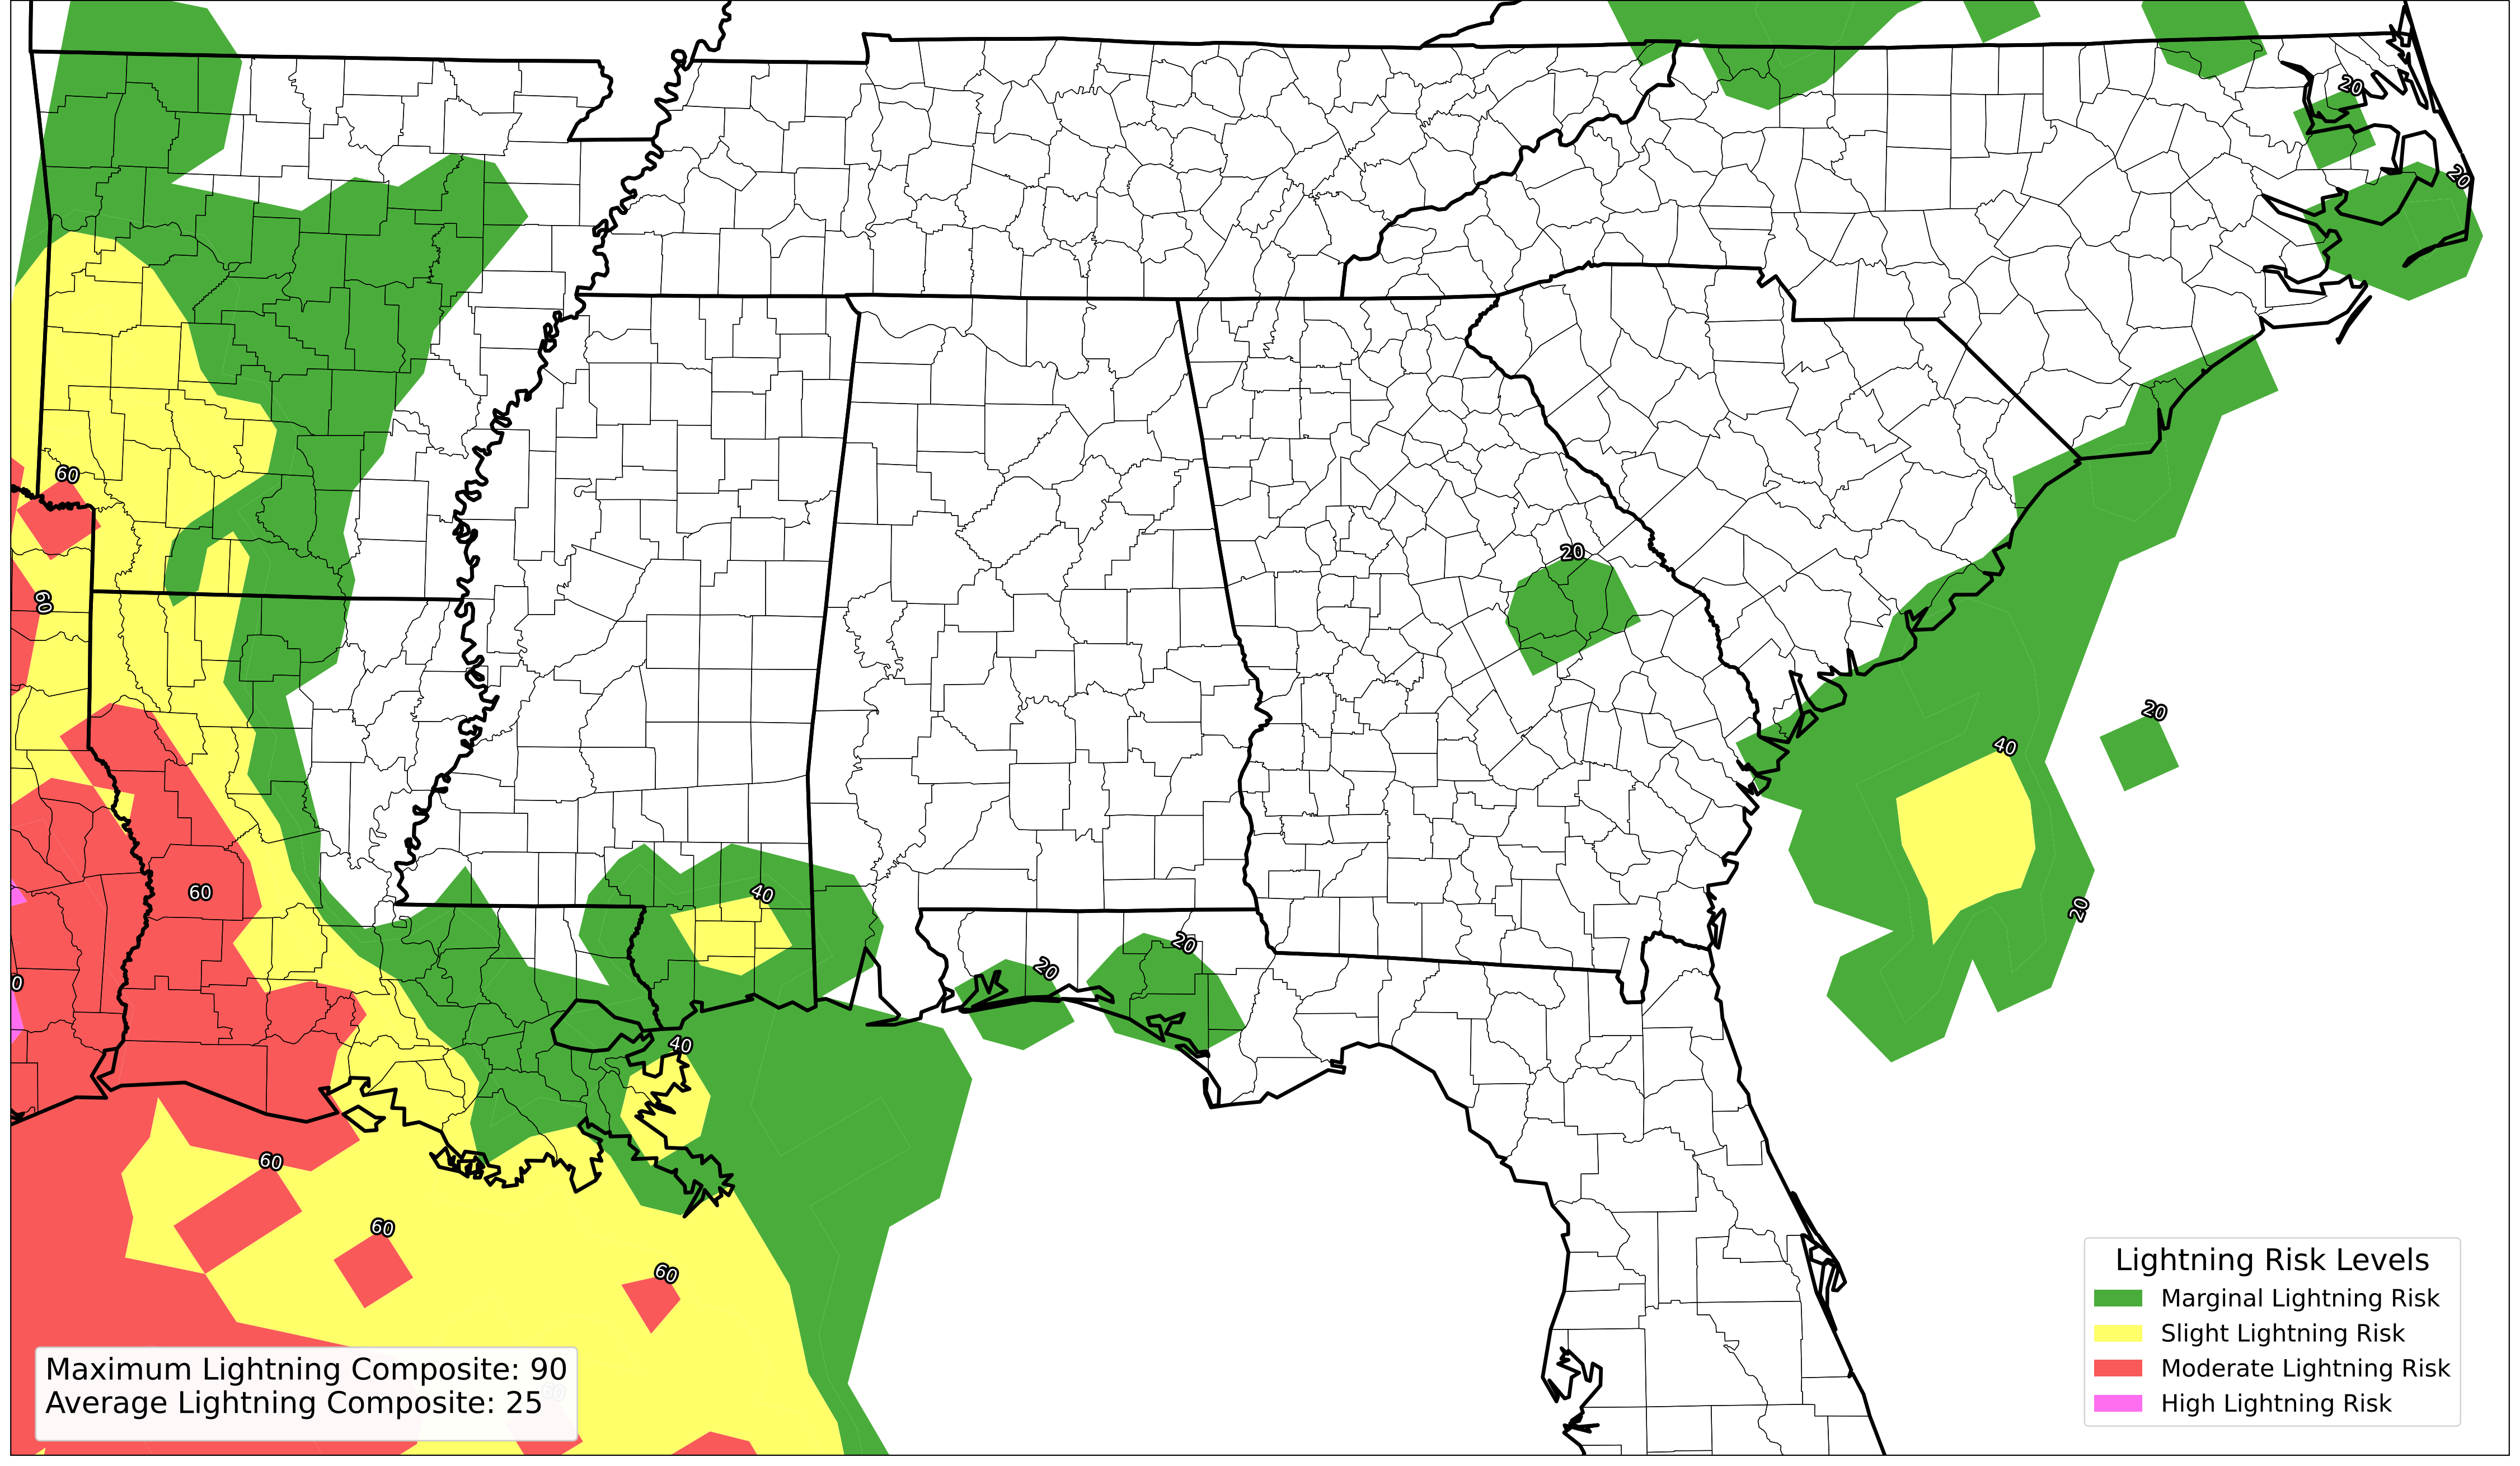 20
20
60
20
60
20
40
40
60
20
20
20
0
40
60
60
60
Lightning Risk Levels
Marginal Lightning Risk
Slight Lightning Risk
Moderate Lightning Risk
High Lightning Risk
Maximum Lightning Composite: 90
Average Lightning Composite: 25